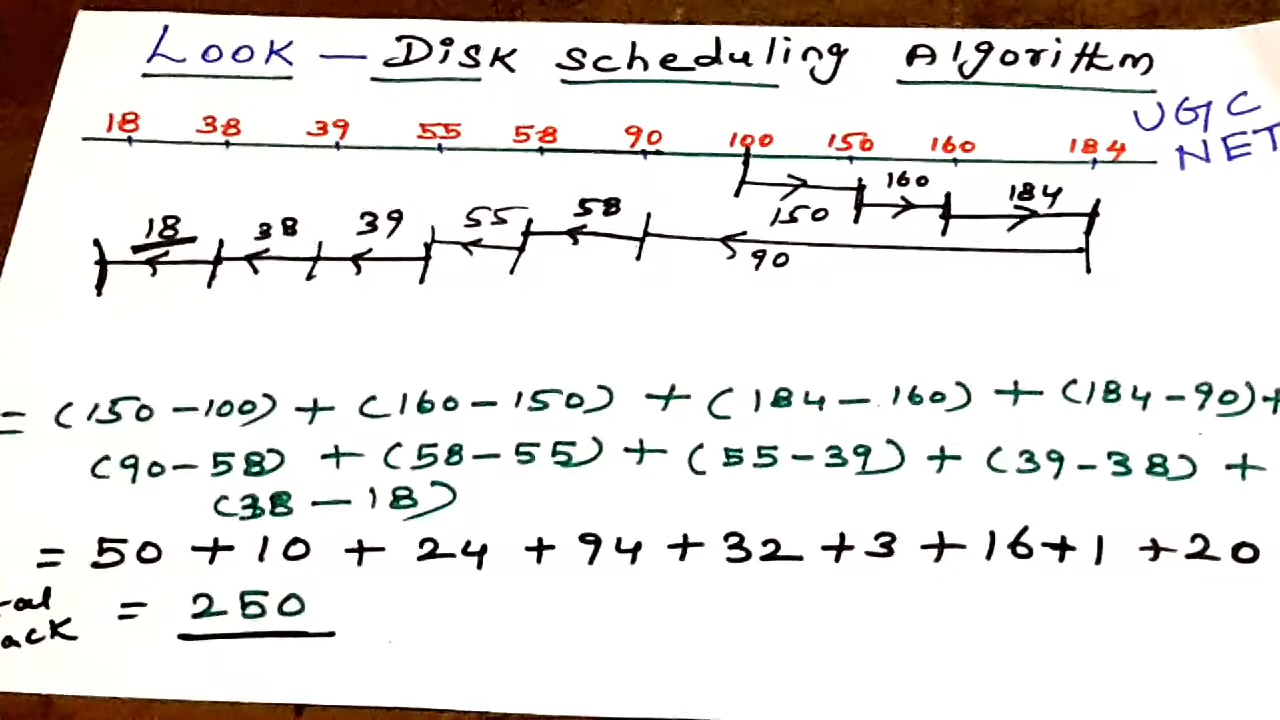 LOOK - Disk Scheduling Algorithm
UGC NET
18 38 39 55 58 90 100 150 160 184
18 38 39 55 58 90 150 160 184
= (150-100) + (160-150) + (184-160) + (184-90) +
(90-58) + (58-55) + (55-39) + (39-38) +
(38-18)
= 50 + 10 + 24 + 94 + 32 + 3 + 16 + 1 + 20
= 250